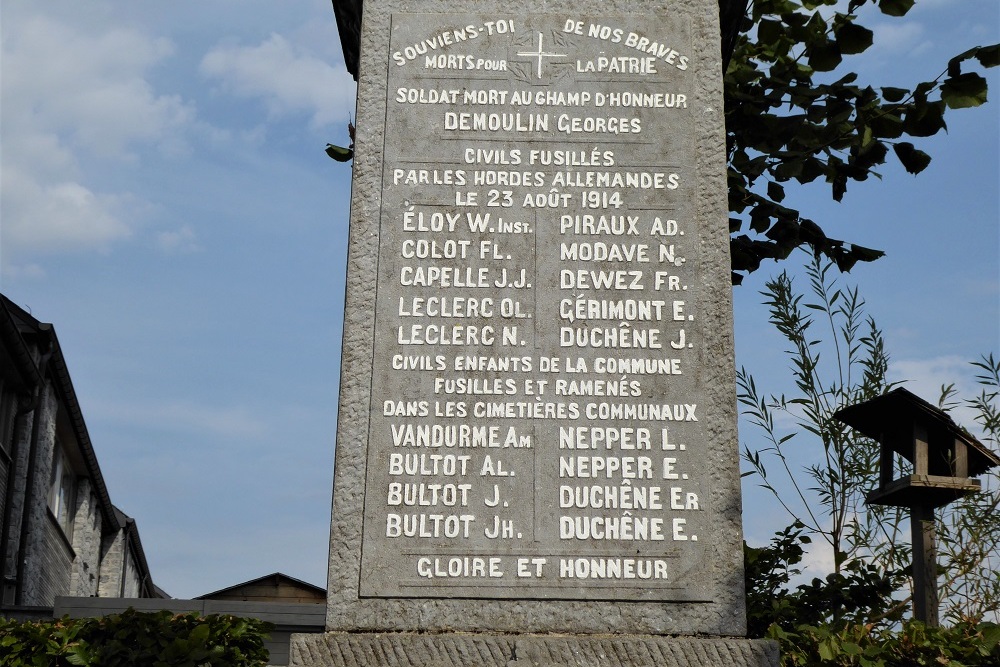 SOUVIENS-TOI DE NOS BRAVES
MORTS POUR LA PATRIE
SOLDAT MORT AU CHAMP D'HONNEUR
DEMOULIN GEORGES
CIVILS FUSILLÉS
PAR LES HORDES ALLEMANDES
LE 23 AOÛT 1914
ÉLOY W. INST. PIRAUX AD.
COLOT FL. MODAVE N.
CAPELLE J.J. DEWEZ FR.
LECLERC OL. GÉRIMONT E.
LECLERC N. DUCHÊNE J.
CIVILS ENFANTS DE LA COMMUNE
FUSILLES ET RAMENÉS
DANS LES CIMETIÈRES COMMUNAUX
VANDURME AM NEPPER L.
BULTOT AL. NEPPER E.
BULTOT J. DUCHÊNE ER
BULTOT JH. DUCHÊNE E.
GLOIRE ET HONNEUR